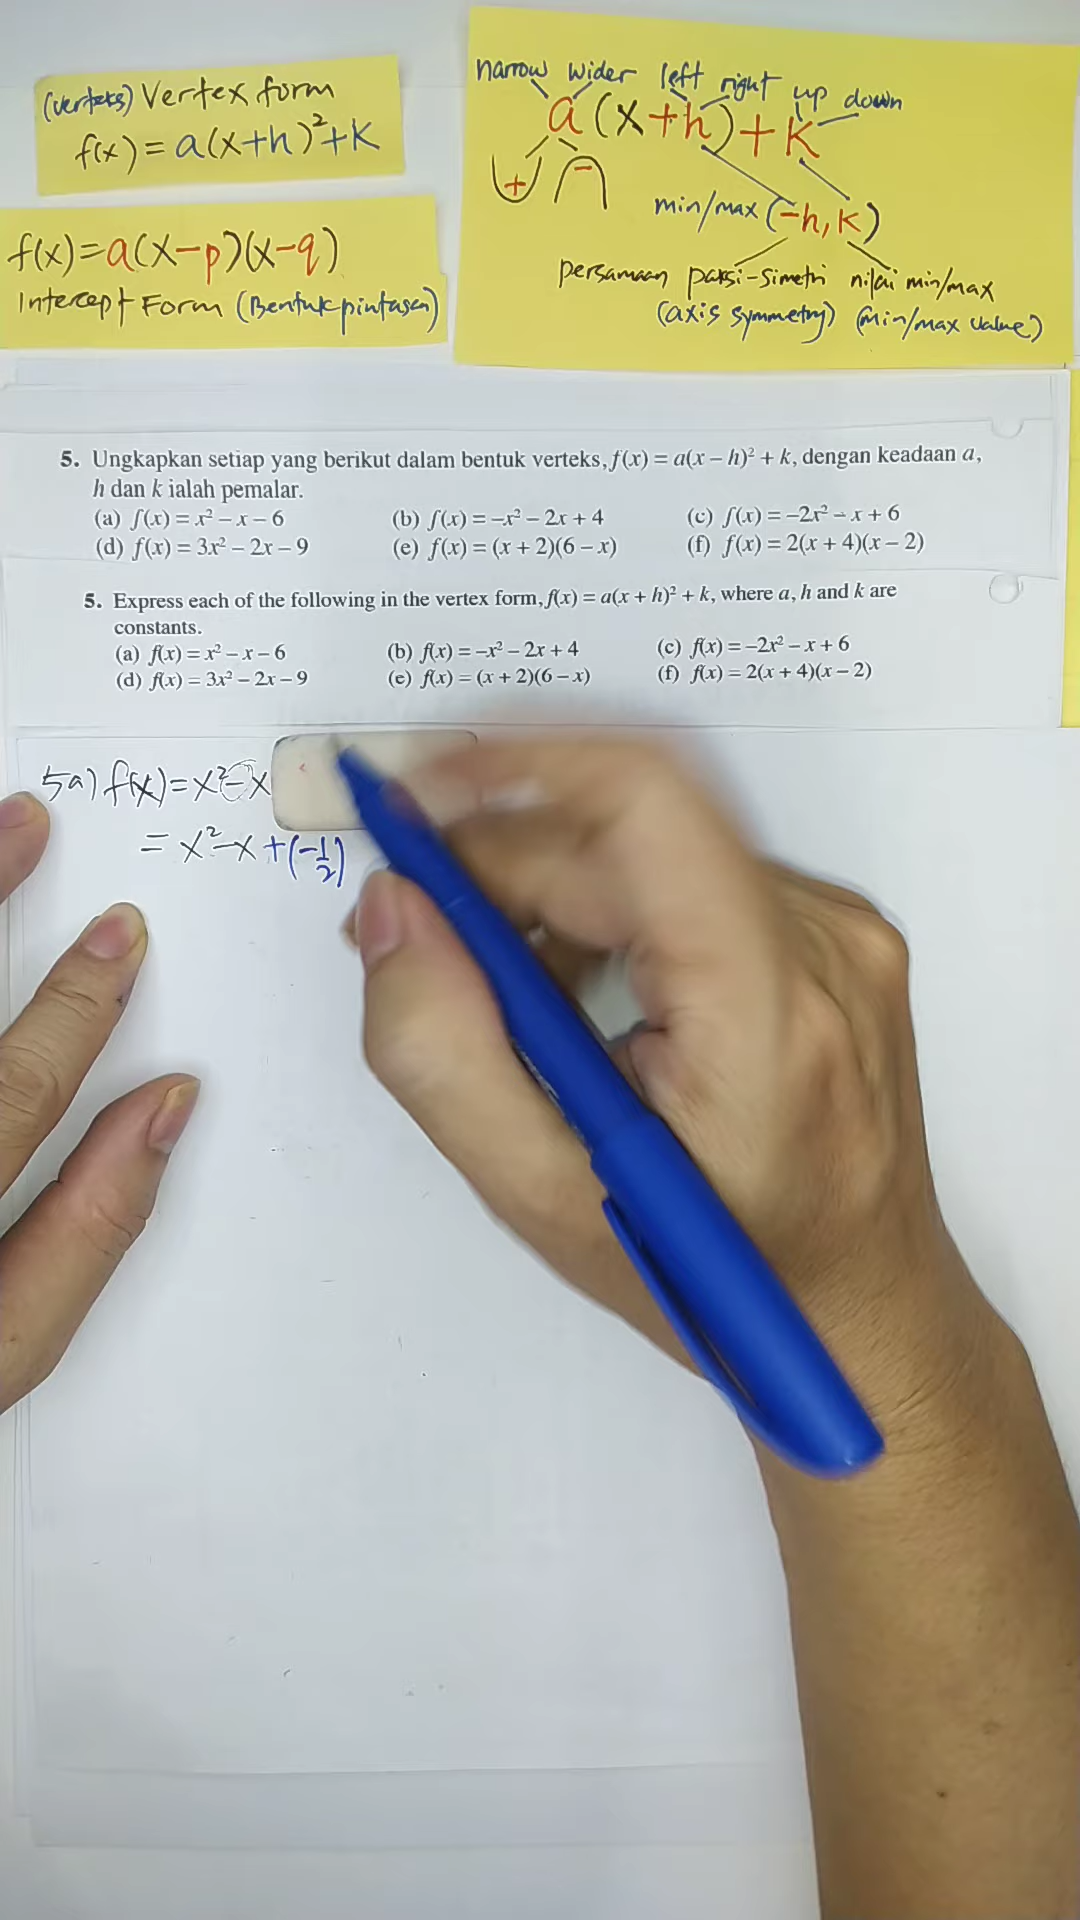 (verteks) Vertex form
f(x) = a(x+h)²+k
f(x)=a(x-p)(x-q)
Intercept Form (Bentuk pintasan)
narrow wider left right up down
a(x+h)+k
+ -
min/max (-h, k)
persamaan paksi-simetri nilai min/max
(axis symmetry) (min/max value)
5. Ungkapkan setiap yang berikut dalam bentuk verteks, f(x) = a(x – h)² + k, dengan keadaan a,
h dan k ialah pemalar.
(a) f(x) = x² – x – 6 (b) f(x) = –x² – 2x + 4 (c) f(x) = –2x² – x + 6
(d) f(x) = 3x² – 2x – 9 (e) f(x) = (x + 2)(6 – x) (f) f(x) = 2(x + 4)(x – 2)
5. Express each of the following in the vertex form, f(x) = a(x + h)² + k, where a, h and k are
constants.
(a) f(x) = x² – x – 6 (b) f(x) = –x² – 2x + 4 (c) f(x) = –2x² – x + 6
(d) f(x) = 3x² – 2x – 9 (e) f(x) = (x + 2)(6 – x) (f) f(x) = 2(x + 4)(x – 2)
5a) f(x) = x²-x
= x²-x+(-1/2)